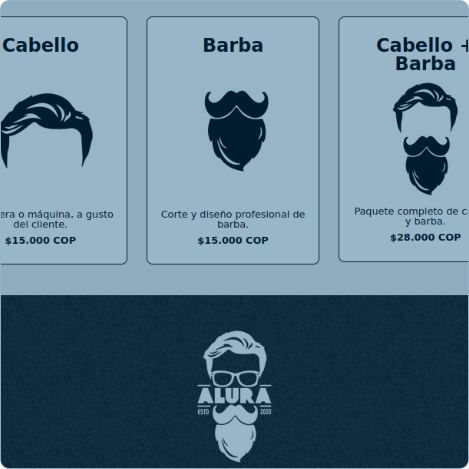 Cabello
era o máquina, a gusto
del cliente.
$15.000 COP
Barba
Corte y diseño profesional de
barba.
$15.000 COP
Cabello +
Barba
Paquete completo de ca
y barba.
$28.000 COP
ALURA
ESTD 2020